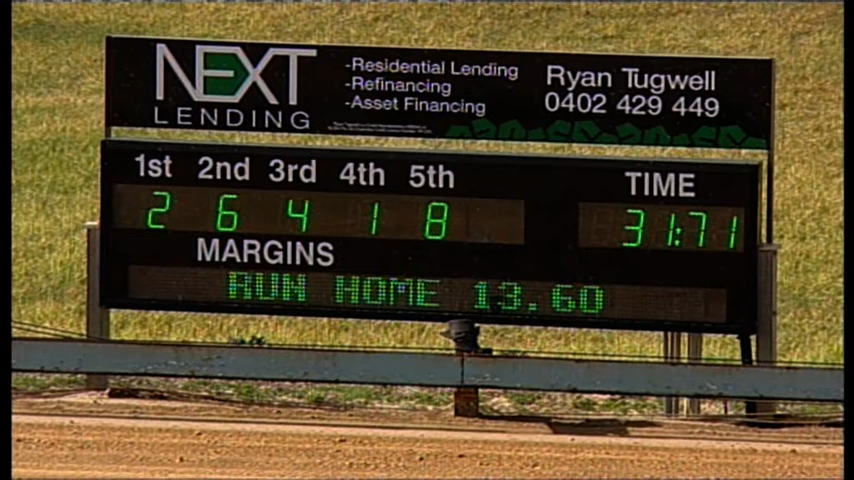 NEXT
LENDING
-Residential Lending
-Refinancing
-Asset Financing
Ryan Tugwell
0402 429 449
1st 2nd 3rd 4th 5th TIME
2 6 4 1 8 31:71
MARGINS
RUN HOME 13.60